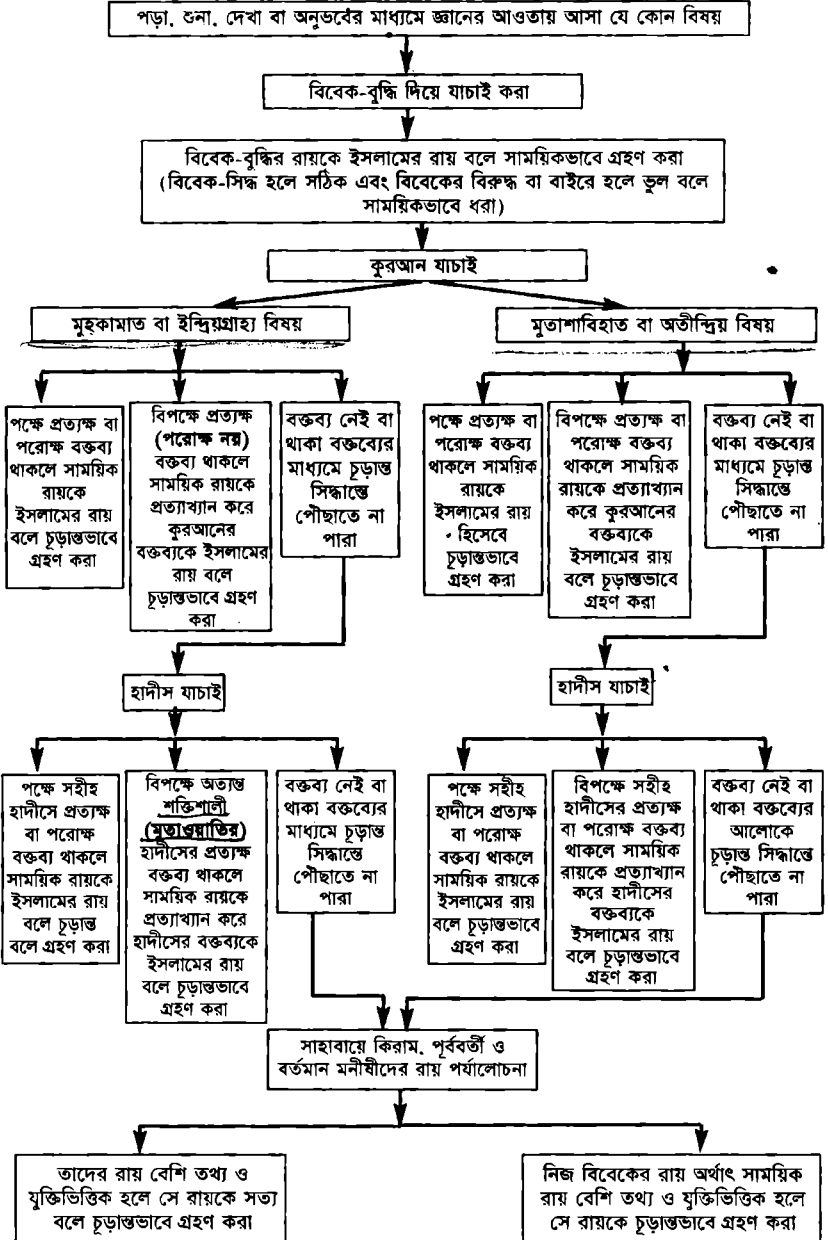 পড়া, শুনা, দেখা বা অনুভবের মাধ্যমে জ্ঞানের আওতায় আসা যে কোন বিষয়
বিবেক-বুদ্ধি দিয়ে যাচাই করা
বিবেক-বুদ্ধির রায়কে ইসলামের রায় বলে সাময়িকভাবে গ্রহণ করা
(বিবেক-সিদ্ধ হলে সঠিক এবং বিবেকের বিরুদ্ধ বা বাইরে হলে ভুল বলে
সাময়িকভাবে ধরা)
কুরআন যাচাই
মুহকামাত বা ইন্দ্রিয়গ্রাহ্য বিষয়
মুতাশাবিহাত বা অতীন্দ্রিয় বিষয়
পক্ষে প্রত্যক্ষ বা
পরোক্ষ বক্তব্য
থাকলে সাময়িক
রায়কে
ইসলামের রায়
বলে চূড়ান্তভাবে
গ্রহণ করা
বিপক্ষে প্রত্যক্ষ
(পরোক্ষ নয়)
বক্তব্য থাকলে
সাময়িক রায়কে
প্রত্যাখ্যান করে
কুরআনের
বক্তব্যকে ইসলামের
রায় বলে
চূড়ান্তভাবে গ্রহণ
করা
বক্তব্য নেই বা
থাকা বক্তব্যের
মাধ্যমে চূড়ান্ত
সিদ্ধান্তে
পৌছাতে না
পারা
পক্ষে প্রত্যক্ষ বা
পরোক্ষ বক্তব্য
থাকলে সাময়িক
রায়কে
ইসলামের রায়
হিসেবে
চূড়ান্তভাবে
গ্রহণ করা
বিপক্ষে প্রত্যক্ষ বা
পরোক্ষ বক্তব্য
থাকলে সাময়িক
রায়কে প্রত্যাখ্যান
করে কুরআনের
বক্তব্যকে
ইসলামের রায়
বলে চূড়ান্তভাবে
গ্রহণ করা
বক্তব্য নেই বা
থাকা বক্তব্যের
মাধ্যমে চূড়ান্ত
সিদ্ধান্তে
পৌছাতে না
পারা
হাদীস যাচাই
হাদীস যাচাই
পক্ষে সহীহ
হাদীসে প্রত্যক্ষ
বা পরোক্ষ
বক্তব্য থাকলে
সাময়িক রায়কে
ইসলামের রায়
বলে চূড়ান্ত
বলে গ্রহণ করা
বিপক্ষে অত্যন্ত
শক্তিশালী
(মুতাওয়াতির)
হাদীসের প্রত্যক্ষ
বক্তব্য থাকলে
সাময়িক রায়কে
প্রত্যাখ্যান করে
হাদীসের বক্তব্যকে
ইসলামের রায়
বলে চূড়ান্তভাবে
গ্রহণ করা
বক্তব্য নেই বা
থাকা বক্তব্যের
মাধ্যমে চূড়ান্ত
সিদ্ধান্তে
পৌছাতে না
পারা
পক্ষে সহীহ
হাদীসে প্রত্যক্ষ
বা পরোক্ষ
বক্তব্য থাকলে
সাময়িক রায়কে
ইসলামের রায়
বলে চূড়ান্তভাবে
গ্রহণ করা
বিপক্ষে সহীহ
হাদীসের প্রত্যক্ষ
বা পরোক্ষ বক্তব্য
থাকলে সাময়িক
রায়কে প্রত্যাখ্যান
করে হাদীসের
বক্তব্যকে
ইসলামের রায়
বলে চূড়ান্তভাবে
গ্রহণ করা
বক্তব্য নেই বা
থাকা বক্তব্যের
আলোকে
চূড়ান্ত সিদ্ধান্তে
পৌছাতে না
পারা
সাহাবায়ে কিরাম, পূর্ববর্তী ও
বর্তমান মনীষীদের রায় পর্যালোচনা
তাদের রায় বেশি তথ্য ও
যুক্তিভিত্তিক হলে সে রায়কে সত্য
বলে চূড়ান্তভাবে গ্রহণ করা
নিজ বিবেকের রায় অর্থাৎ সাময়িক
রায় বেশি তথ্য ও যুক্তিভিত্তিক হলে
সে রায়কে চূড়ান্তভাবে গ্রহণ করা